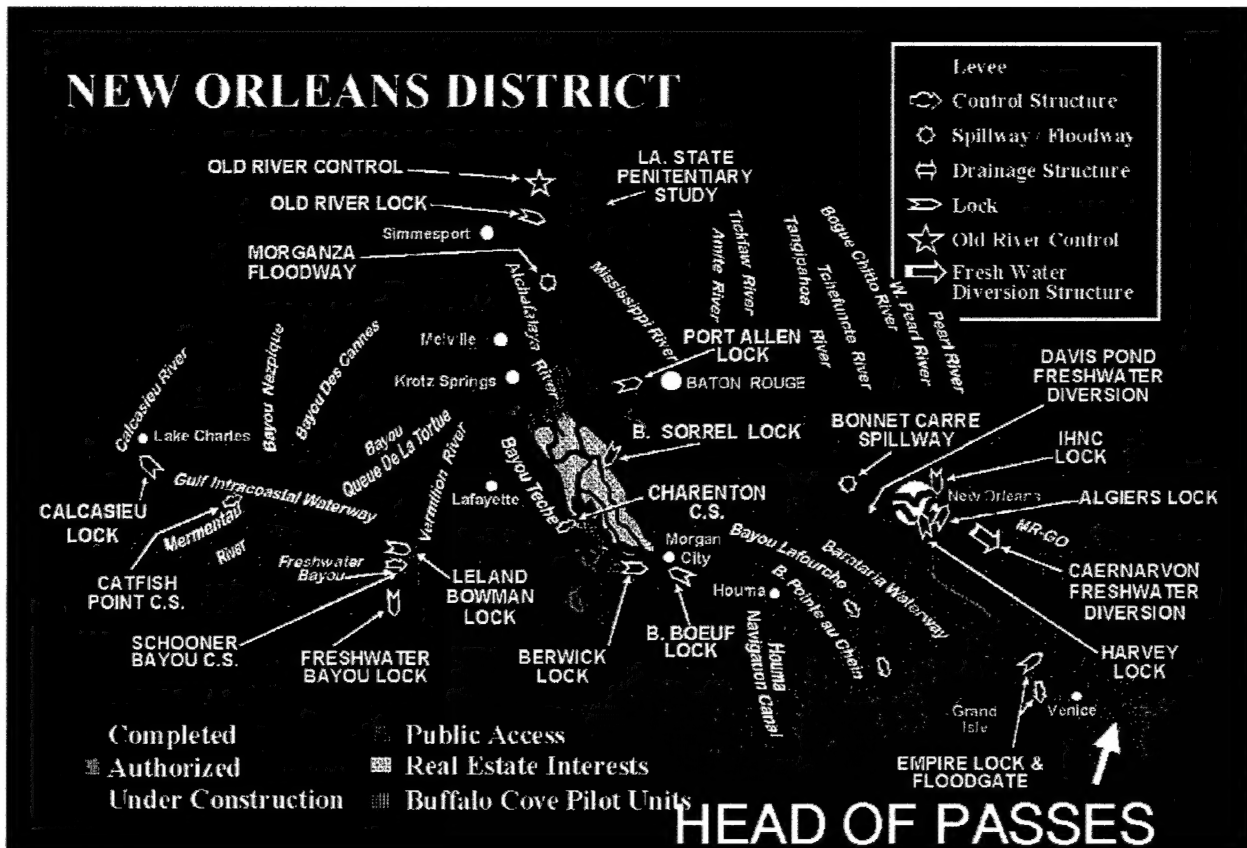 NEW ORLEANS DISTRICT
Levee
Control Structure
Spillway / Floodway
Drainage Structure
Lock
Old River Control
Fresh Water
Diversion Structure
OLD RIVER CONTROL
OLD RIVER LOCK
Simmesport
MORGANZA
FLOODWAY
LA. STATE
PENITENTIARY
STUDY
Atchafalaya River
Mississippi River
Amite River
Tickfaw River
Tangipahoa River
Tchefuncte River
Bogue Chitto River
W. Pearl River
Pearl River
Melville
Krotz Springs
PORT ALLEN
LOCK
BATON ROUGE
DAVIS POND
FRESHWATER
DIVERSION
Calcasieu River
Bayou Nezpique
Bayou Des Cannes
Bayou
Queue De La Tortue
Vermilion River
Bayou Teche
B. SORREL LOCK
BONNET CARRE
SPILLWAY
IHNC
LOCK
Lake Charles
Gulf Intracoastal Waterway
Lafayette
CHARENTON
C.S.
New Orleans
ALGIERS LOCK
CALCASIEU
LOCK
Mermentau
River
Freshwater
Bayou
Morgan
City
Bayou Lafourche
Barataria Waterway
MR-GO
CATFISH
POINT C.S.
LELAND
BOWMAN
LOCK
Houma
B. Pointe au Chein
CAERNARVON
FRESHWATER
DIVERSION
SCHOONER
BAYOU C.S.
FRESHWATER
BAYOU LOCK
BERWICK
LOCK
B. BOEUF
LOCK
Houma
Navigation Canal
HARVEY
LOCK
Grand
Isle
Venice
EMPIRE LOCK &
FLOODGATE
Completed
Authorized
Under Construction
Public Access
Real Estate Interests
Buffalo Cove Pilot Units
HEAD OF PASSES